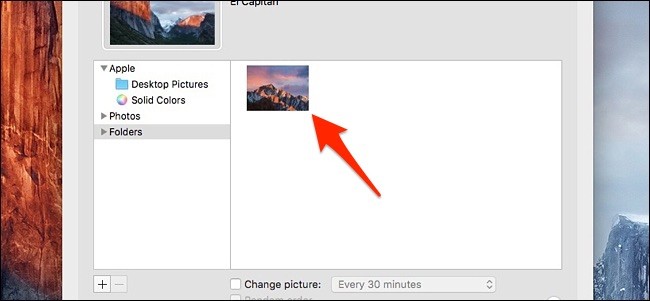 El Capitan
Apple
Desktop Pictures
Solid Colors
Photos
Folders
+ −
Change picture: Every 30 minutes
Random order